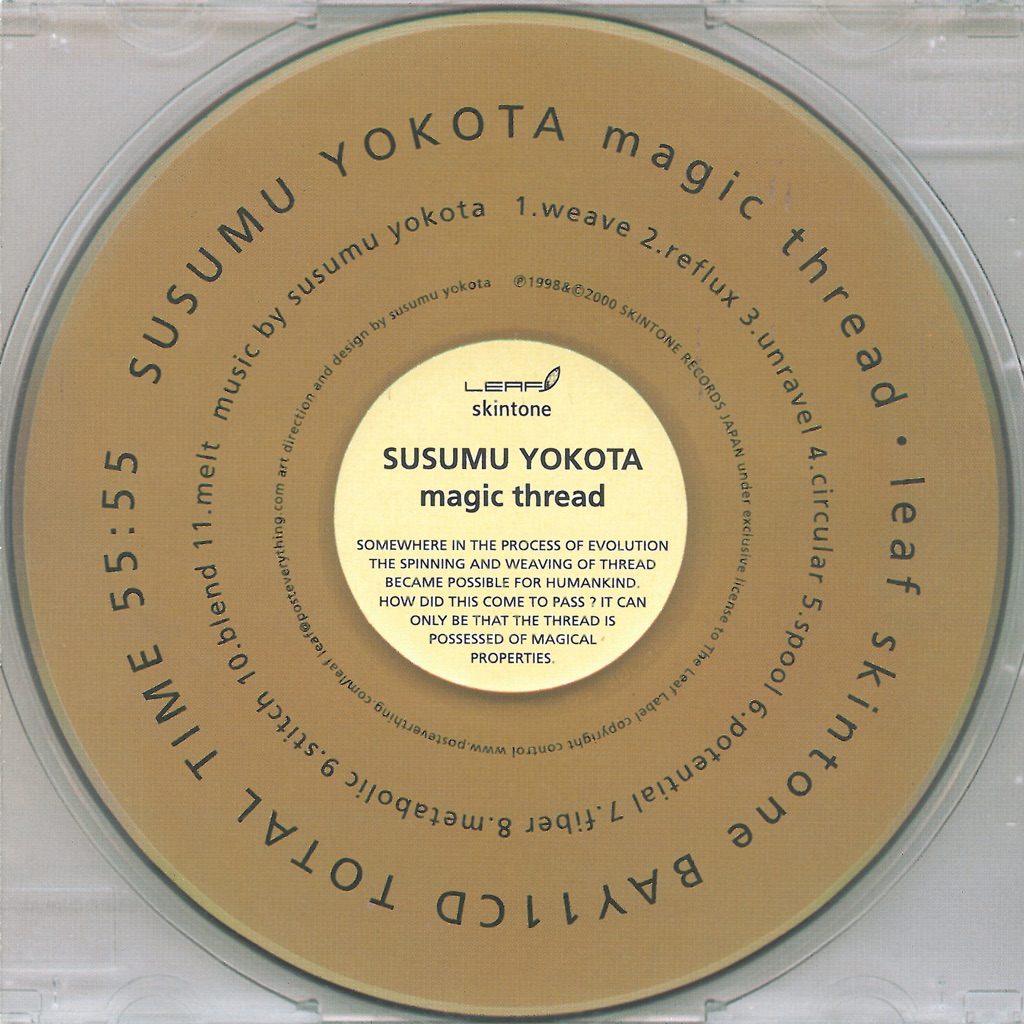 SUSUMU YOKOTA magic thread · leaf skintone BAY11CD TOTAL TIME 55:55
music by susumu yokota 1.weave 2.reflux 3.unravel 4.circular 5.spool 6.potential 7.fiber 8.metabolic 9.stitch 10.blend 11.melt
℗1998&©2000 SKINTONE RECORDS JAPAN under exclusive license to The Leaf Label copyright control www.posteverthing.com/leaf leaf@posteverything.com art direction and design by susumu yokota
LEAF
skintone
SUSUMU YOKOTA
magic thread
SOMEWHERE IN THE PROCESS OF EVOLUTION
THE SPINNING AND WEAVING OF THREAD
BECAME POSSIBLE FOR HUMANKIND.
HOW DID THIS COME TO PASS ? IT CAN
ONLY BE THAT THE THREAD IS
POSSESSED OF MAGICAL
PROPERTIES.